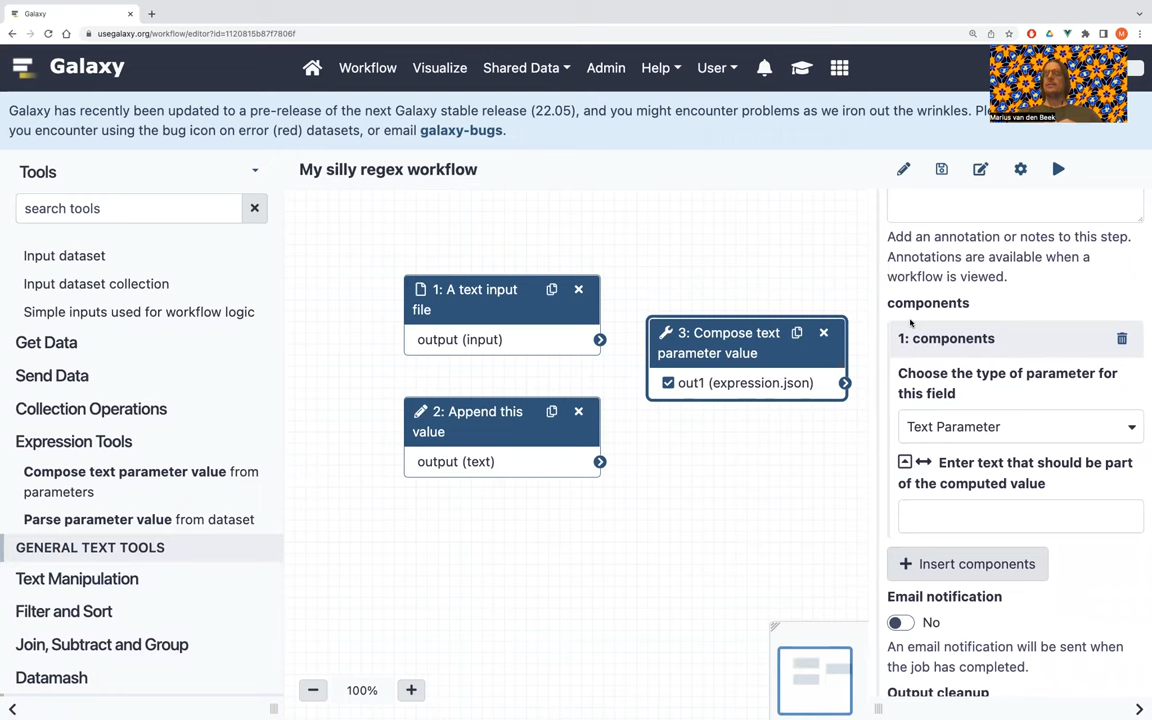 Galaxy
usegalaxy.org/workflow/editor?id=1120815b87f7806f
M
Galaxy
Workflow
Visualize
Shared Data
Admin
Help
User
Marius van den Beek
Galaxy has recently been updated to a pre-release of the next Galaxy stable release (22.05), and you might encounter problems as we iron out the wrinkles.
you encounter using the bug icon on error (red) datasets, or email galaxy-bugs.
Tools
search tools
Input dataset
Input dataset collection
Simple inputs used for workflow logic
Get Data
Send Data
Collection Operations
Expression Tools
Compose text parameter value from
parameters
Parse parameter value from dataset
GENERAL TEXT TOOLS
Text Manipulation
Filter and Sort
Join, Subtract and Group
Datamash
My silly regex workflow
1: A text input
file
output (input)
2: Append this
value
output (text)
3: Compose text
parameter value
out1 (expression.json)
100%
Add an annotation or notes to this step.
Annotations are available when a
workflow is viewed.
components
1: components
Choose the type of parameter for
this field
Text Parameter
Enter text that should be part
of the computed value
Insert components
Email notification
No
An email notification will be sent when
the job has completed.
Output cleanup